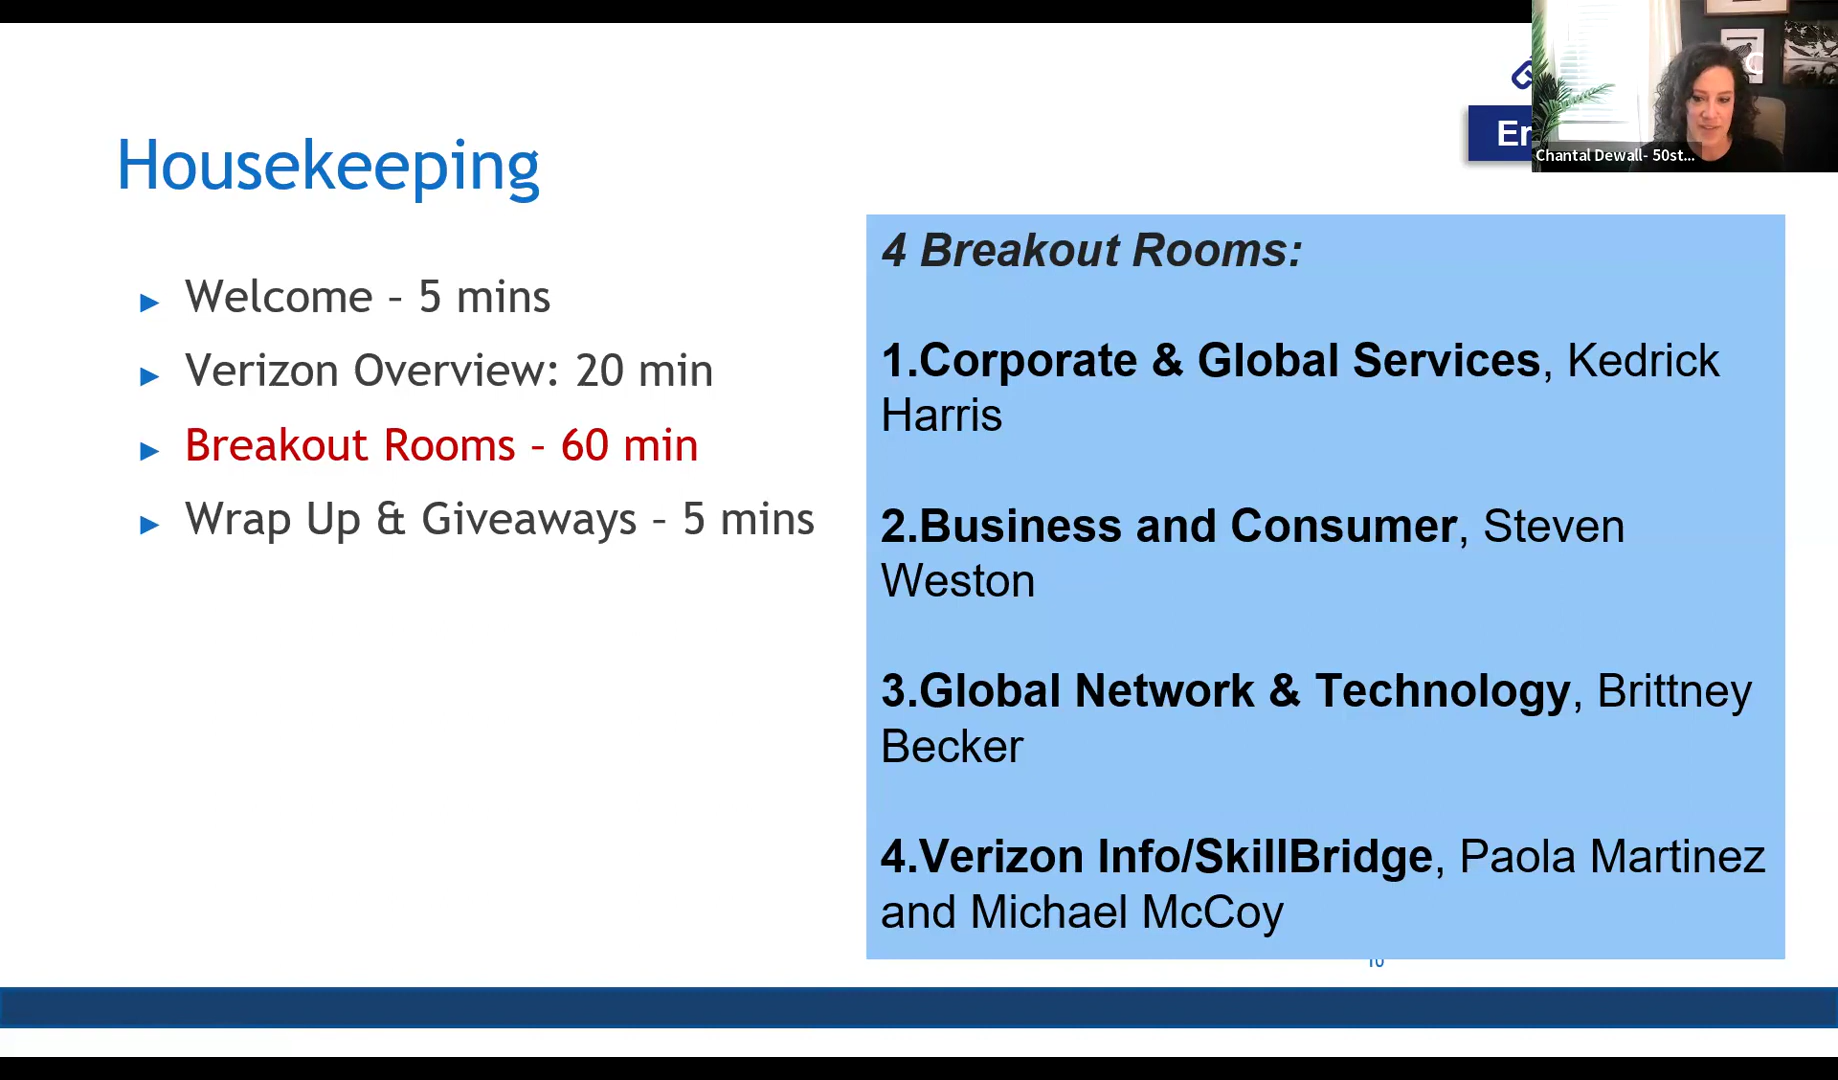 Housekeeping
Welcome – 5 mins
Verizon Overview: 20 min
Breakout Rooms – 60 min
Wrap Up & Giveaways – 5 mins
Er
Chantal Dewall- 50st...
4 Breakout Rooms:
1.Corporate & Global Services, Kedrick
Harris
2.Business and Consumer, Steven
Weston
3.Global Network & Technology, Brittney
Becker
4.Verizon Info/SkillBridge, Paola Martinez
and Michael McCoy
10